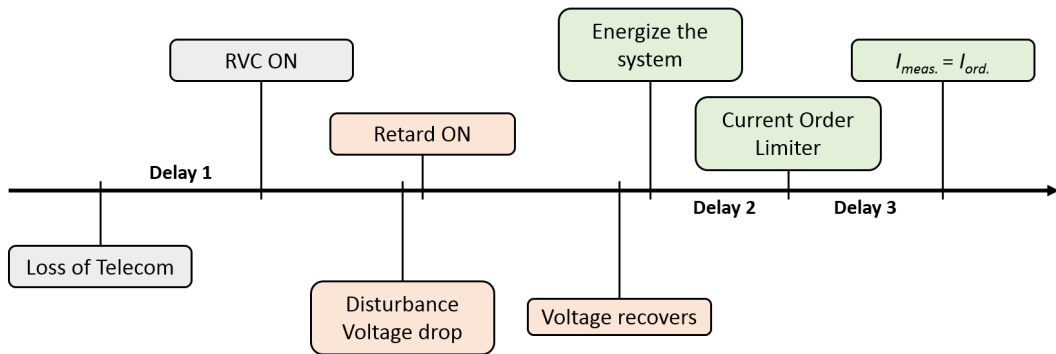 Energize the
system
RVC ON
I_meas. = I_ord.
Retard ON
Current Order
Limiter
Delay 1
Delay 2
Delay 3
Loss of Telecom
Disturbance
Voltage drop
Voltage recovers